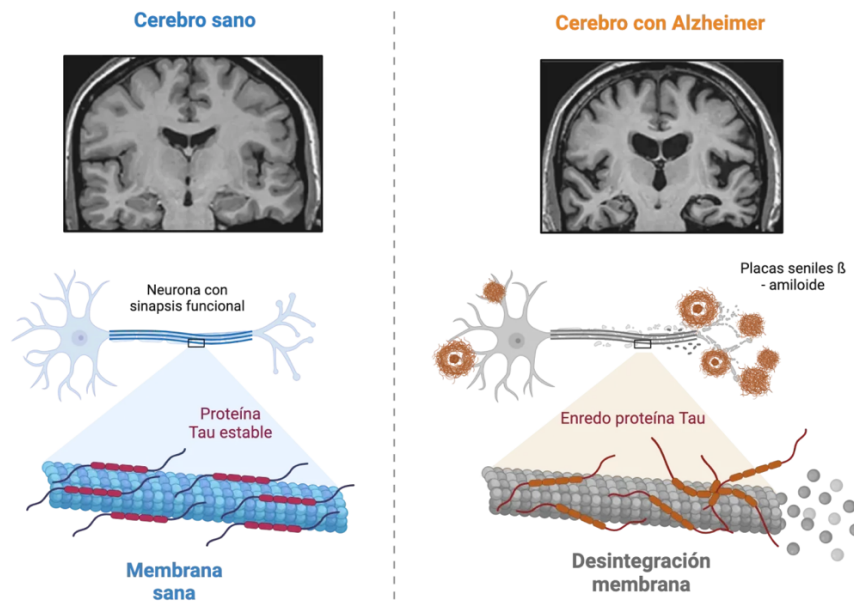 Cerebro sano
Neurona con
sinapsis funcional
Proteína
Tau estable
Membrana
sana
Cerebro con Alzheimer
Placas seniles ß
- amiloide
Enredo proteína Tau
Desintegración
membrana